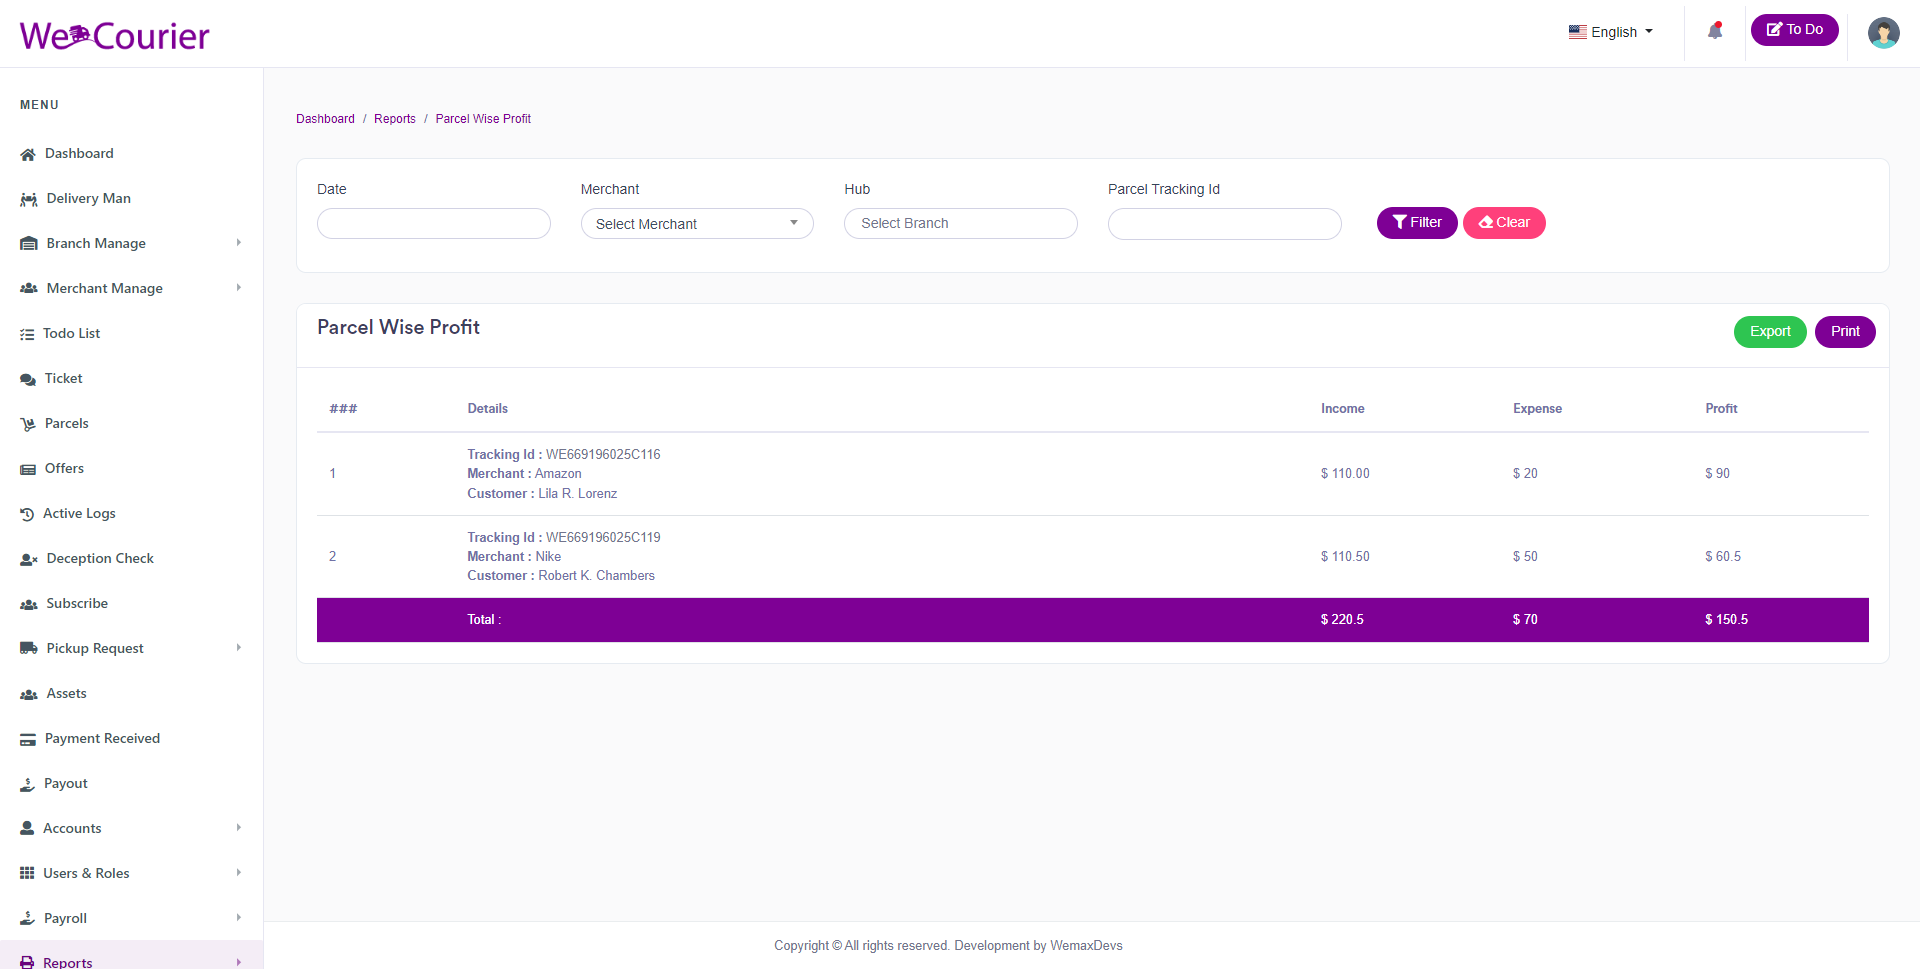 We Courier
English
To Do
MENU
Dashboard
Delivery Man
Branch Manage
Merchant Manage
Todo List
Ticket
Parcels
Offers
Active Logs
Deception Check
Subscribe
Pickup Request
Assets
Payment Received
Payout
Accounts
Users & Roles
Payroll
Reports
Dashboard / Reports / Parcel Wise Profit
Date Merchant Hub Parcel Tracking Id
Select Merchant Select Branch Filter Clear
Parcel Wise Profit
Export Print
### Details Income Expense Profit
Tracking Id : WE669196025C116
1 Merchant : Amazon $ 110.00 $ 20 $ 90
Customer : Lila R. Lorenz
Tracking Id : WE669196025C119
2 Merchant : Nike $ 110.50 $ 50 $ 60.5
Customer : Robert K. Chambers
Total : $ 220.5 $ 70 $ 150.5
Copyright © All rights reserved. Development by WemaxDevs